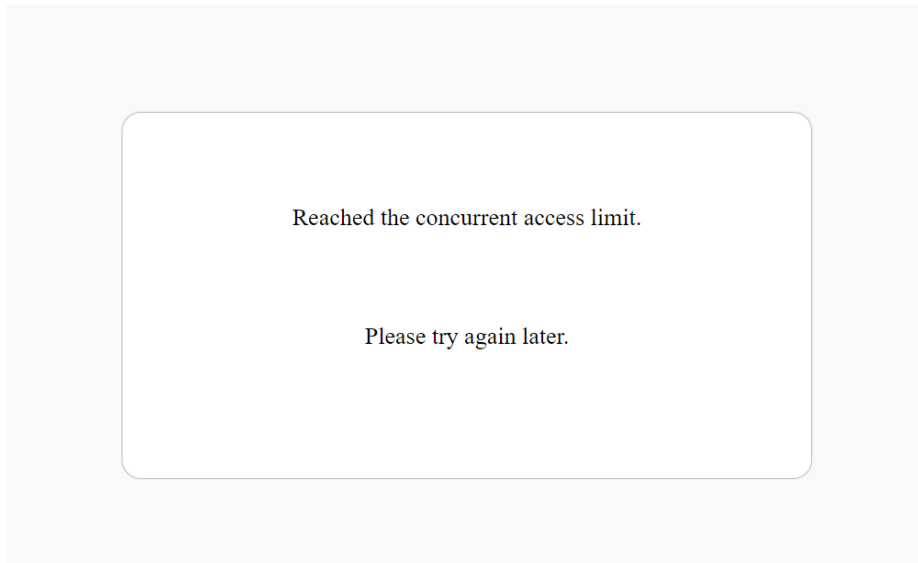 Reached the concurrent access limit.
Please try again later.